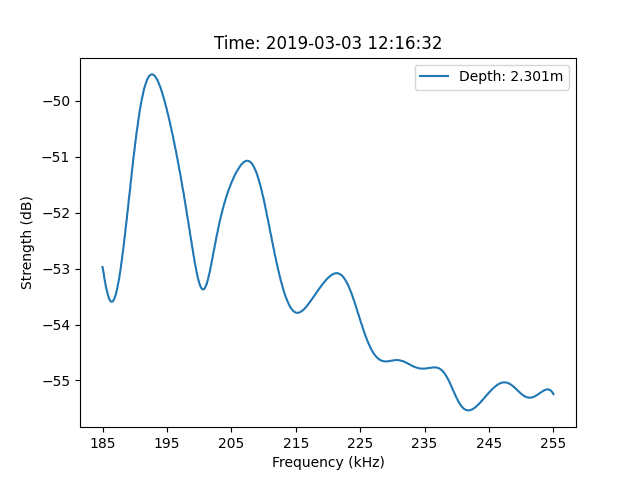 Time: 2019-03-03 12:16:32
Depth: 2.301m
Strength (dB)
−50
−51
−52
−53
−54
−55
185 195 205 215 225 235 245 255
Frequency (kHz)